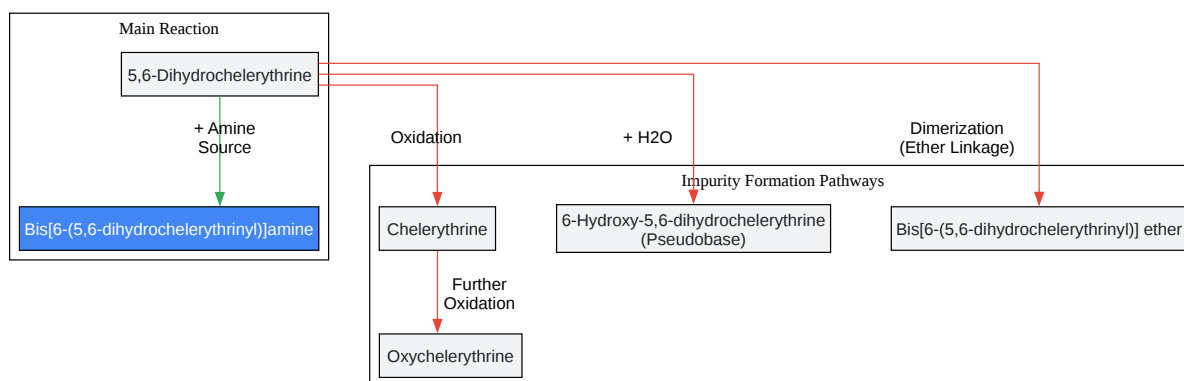 Main Reaction
5,6-Dihydrochelerythrine
+ Amine
Source
Oxidation
+ H2O
Dimerization
(Ether Linkage)
Impurity Formation Pathways
Bis[6-(5,6-dihydrochelerythrinyl)]amine
Chelerythrine
6-Hydroxy-5,6-dihydrochelerythrine
(Pseudobase)
Bis[6-(5,6-dihydrochelerythrinyl)] ether
Further
Oxidation
Oxychelerythrine